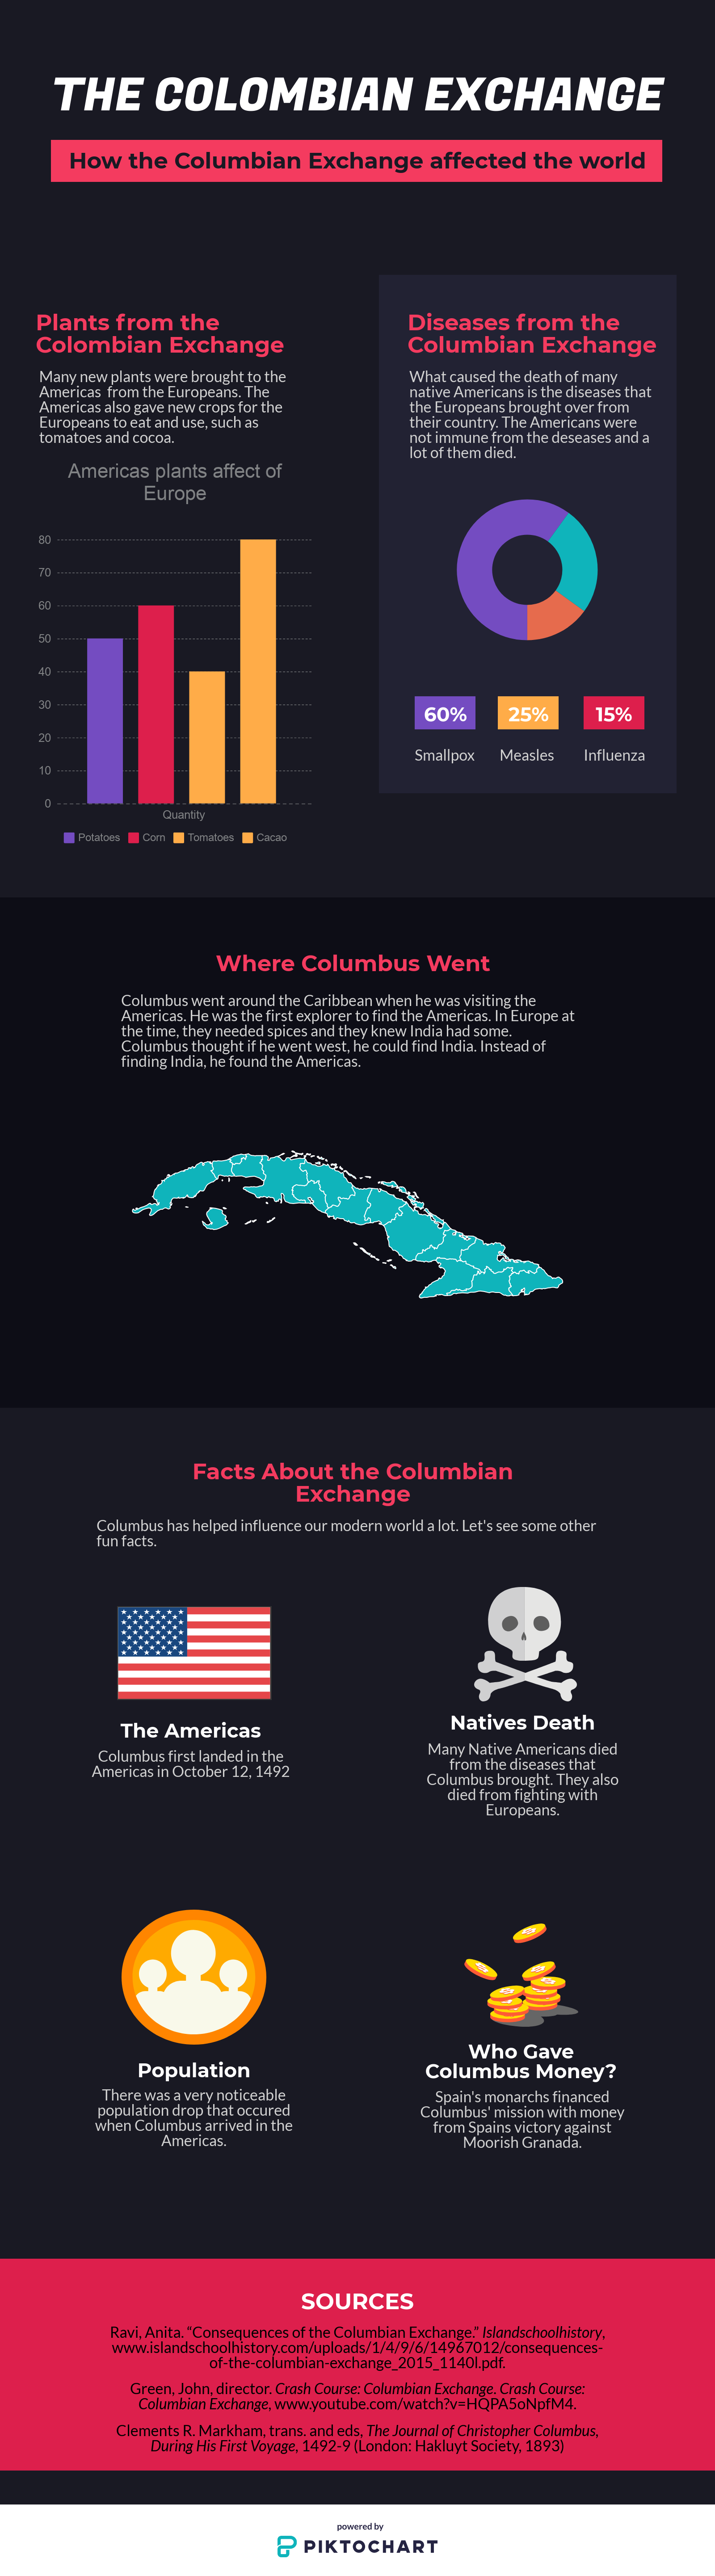 THE COLOMBIAN EXCHANGE
How the Columbian Exchange affected the world
Plants from the
Colombian Exchange
Many new plants were brought to the
Americas from the Europeans. The
Americas also gave new crops for the
Europeans to eat and use, such as
tomatoes and cocoa.
Americas plants affect of
Europe
80
70
60
50
40
30
20
10
0
Quantity
Potatoes Corn Tomatoes Cacao
Diseases from the
Columbian Exchange
What caused the death of many
native Americans is the diseases that
the Europeans brought over from
their country. The Americans were
not immune from the deseases and a
lot of them died.
60% 25% 15%
Smallpox Measles Influenza
Where Columbus Went
Columbus went around the Caribbean when he was visiting the
Americas. He was the first explorer to find the Americas. In Europe at
the time, they needed spices and they knew India had some.
Columbus thought if he went west, he could find India. Instead of
finding India, he found the Americas.
Facts About the Columbian
Exchange
Columbus has helped influence our modern world a lot. Let's see some other
fun facts.
The Americas
Columbus first landed in the
Americas in October 12, 1492
Natives Death
Many Native Americans died
from the diseases that
Columbus brought. They also
died from fighting with
Europeans.
Population
There was a very noticeable
population drop that occured
when Columbus arrived in the
Americas.
Who Gave
Columbus Money?
Spain's monarchs financed
Columbus' mission with money
from Spains victory against
Moorish Granada.
SOURCES
Ravi, Anita. “Consequences of the Columbian Exchange.” Islandschoolhistory,
www.islandschoolhistory.com/uploads/1/4/9/6/14967012/consequences-
of-the-columbian-exchange_2015_1140l.pdf.
Green, John, director. Crash Course: Columbian Exchange. Crash Course:
Columbian Exchange, www.youtube.com/watch?v=HQPA5oNpfM4.
Clements R. Markham, trans. and eds, The Journal of Christopher Columbus,
During His First Voyage, 1492-9 (London: Hakluyt Society, 1893)
powered by
PIKTOCHART